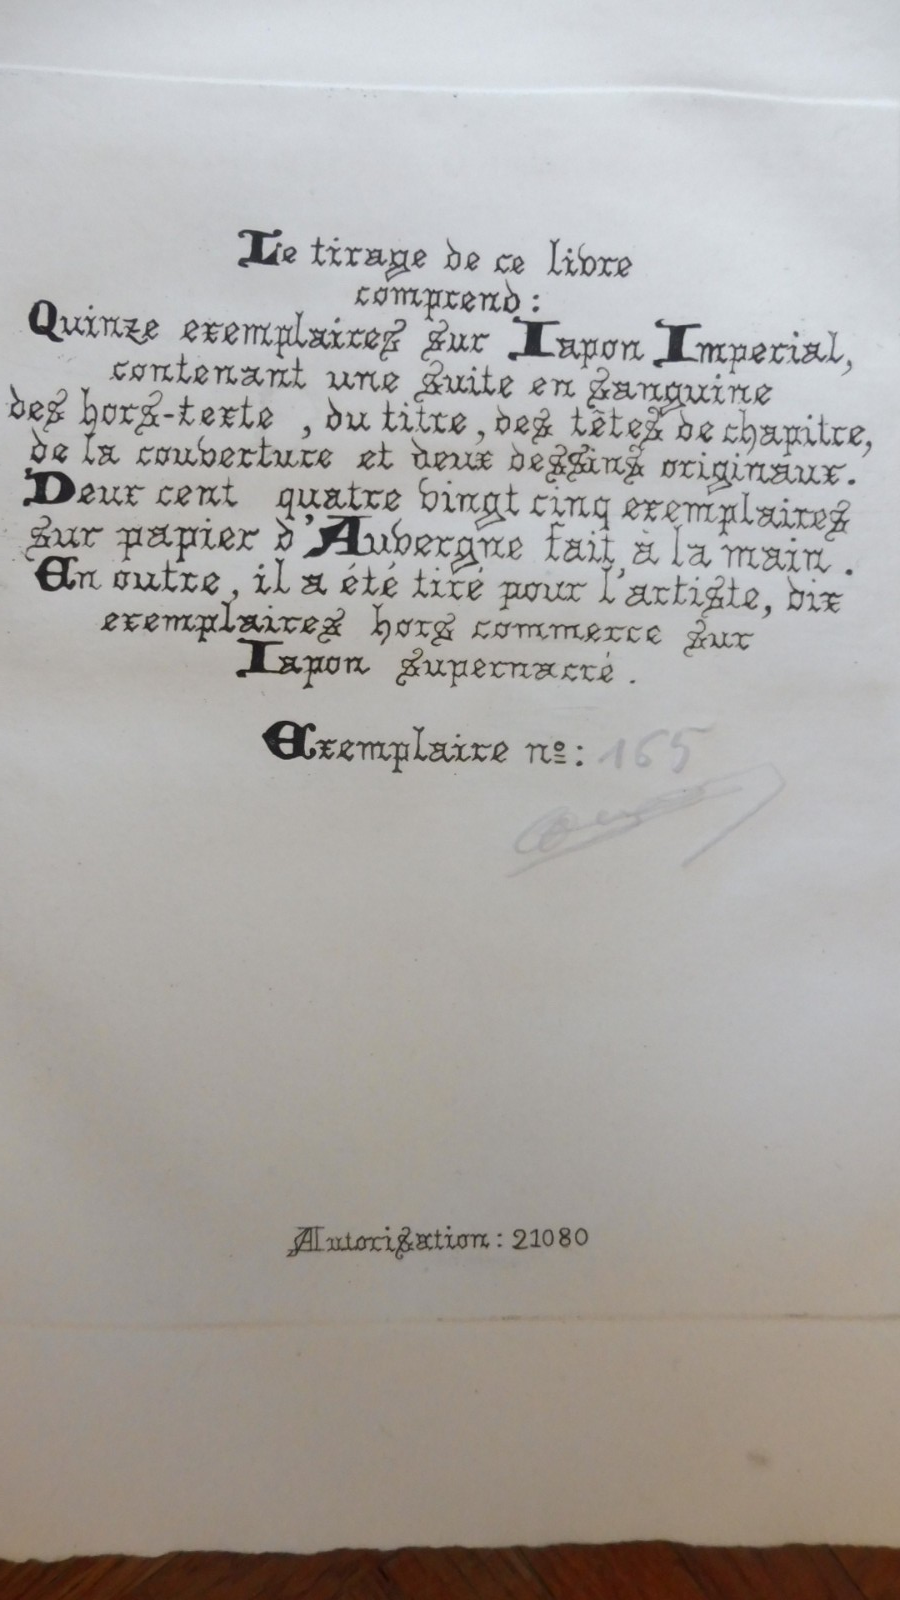 Le tirage de ce livre
comprend :
Quinze exemplaires sur Iapon Imperial,
contenant une suite en sanguine
des hors-texte , du titre, des têtes de chapitre,
de la couverture et deux dessins originaux.
Deux cent quatre vingt cinq exemplaires
sur papier d'Auvergne fait à la main .
En outre, il a été tiré pour l'artiste, dix
exemplaires hors commerce sur
Iapon supernacré .
Exemplaire nº: 165
Autorisation : 21080